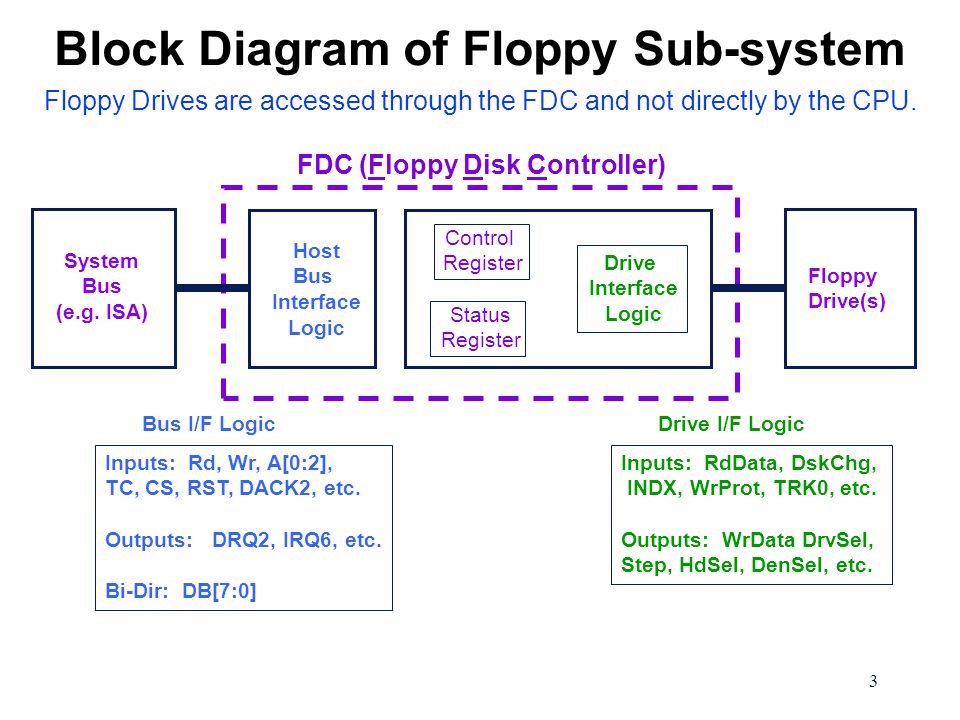 Block Diagram of Floppy Sub-system
Floppy Drives are accessed through the FDC and not directly by the CPU.
FDC (Floppy Disk Controller)
System
Bus
(e.g. ISA)
Host
Bus
Interface
Logic
Control
Register
Status
Register
Drive
Interface
Logic
Floppy
Drive(s)
Bus I/F Logic
Inputs: Rd, Wr, A[0:2],
TC, CS, RST, DACK2, etc.
Outputs: DRQ2, IRQ6, etc.
Bi-Dir: DB[7:0]
Drive I/F Logic
Inputs: RdData, DskChg,
INDX, WrProt, TRK0, etc.
Outputs: WrData DrvSel,
Step, HdSel, DenSel, etc.
3